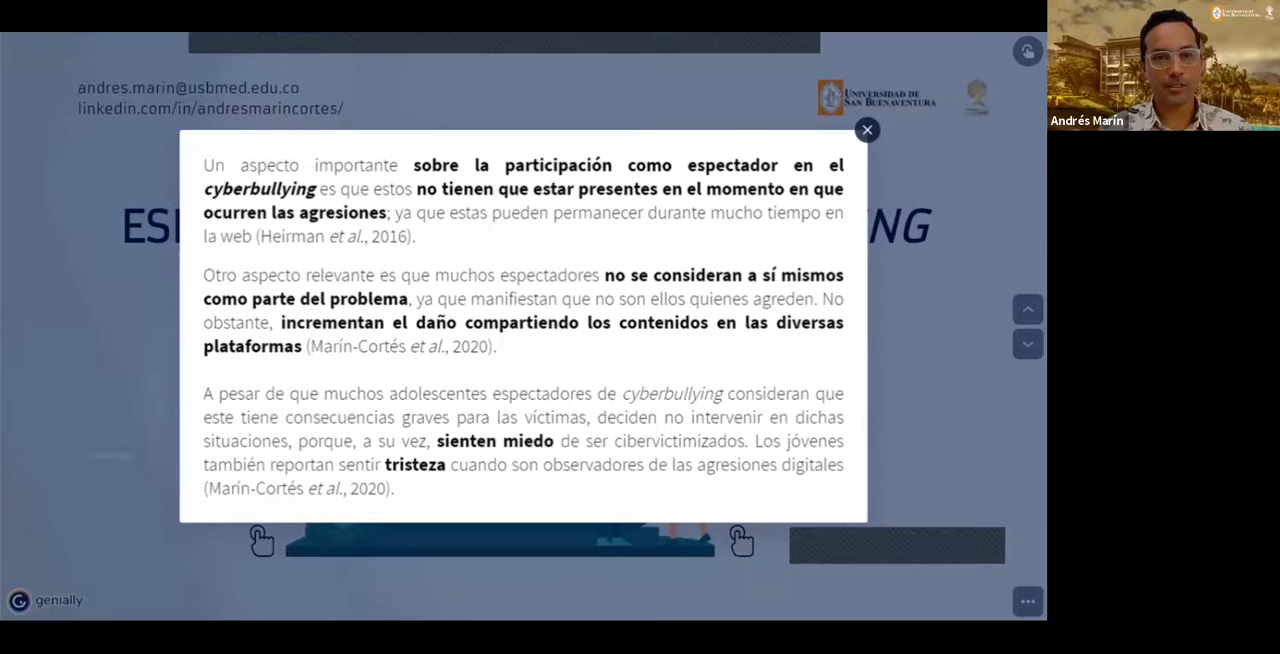 andres.marin@usbmed.edu.co
linkedin.com/in/andresmarincortes/
UNIVERSIDAD DE
SAN BUENAVENTURA
UNIVERSIDAD DE
SAN BUENAVENTURA
Andrés Marín
ES
NG
Un aspecto importante sobre la participación como espectador en el
cyberbullying es que estos no tienen que estar presentes en el momento en que
ocurren las agresiones; ya que estas pueden permanecer durante mucho tiempo en
la web (Heirman et al., 2016).
Otro aspecto relevante es que muchos espectadores no se consideran a sí mismos
como parte del problema, ya que manifiestan que no son ellos quienes agreden. No
obstante, incrementan el daño compartiendo los contenidos en las diversas
plataformas (Marín-Cortés et al., 2020).
A pesar de que muchos adolescentes espectadores de cyberbullying consideran que
este tiene consecuencias graves para las víctimas, deciden no intervenir en dichas
situaciones, porque, a su vez, sienten miedo de ser cibervictimizados. Los jóvenes
también reportan sentir tristeza cuando son observadores de las agresiones digitales
(Marín-Cortés et al., 2020).
genially